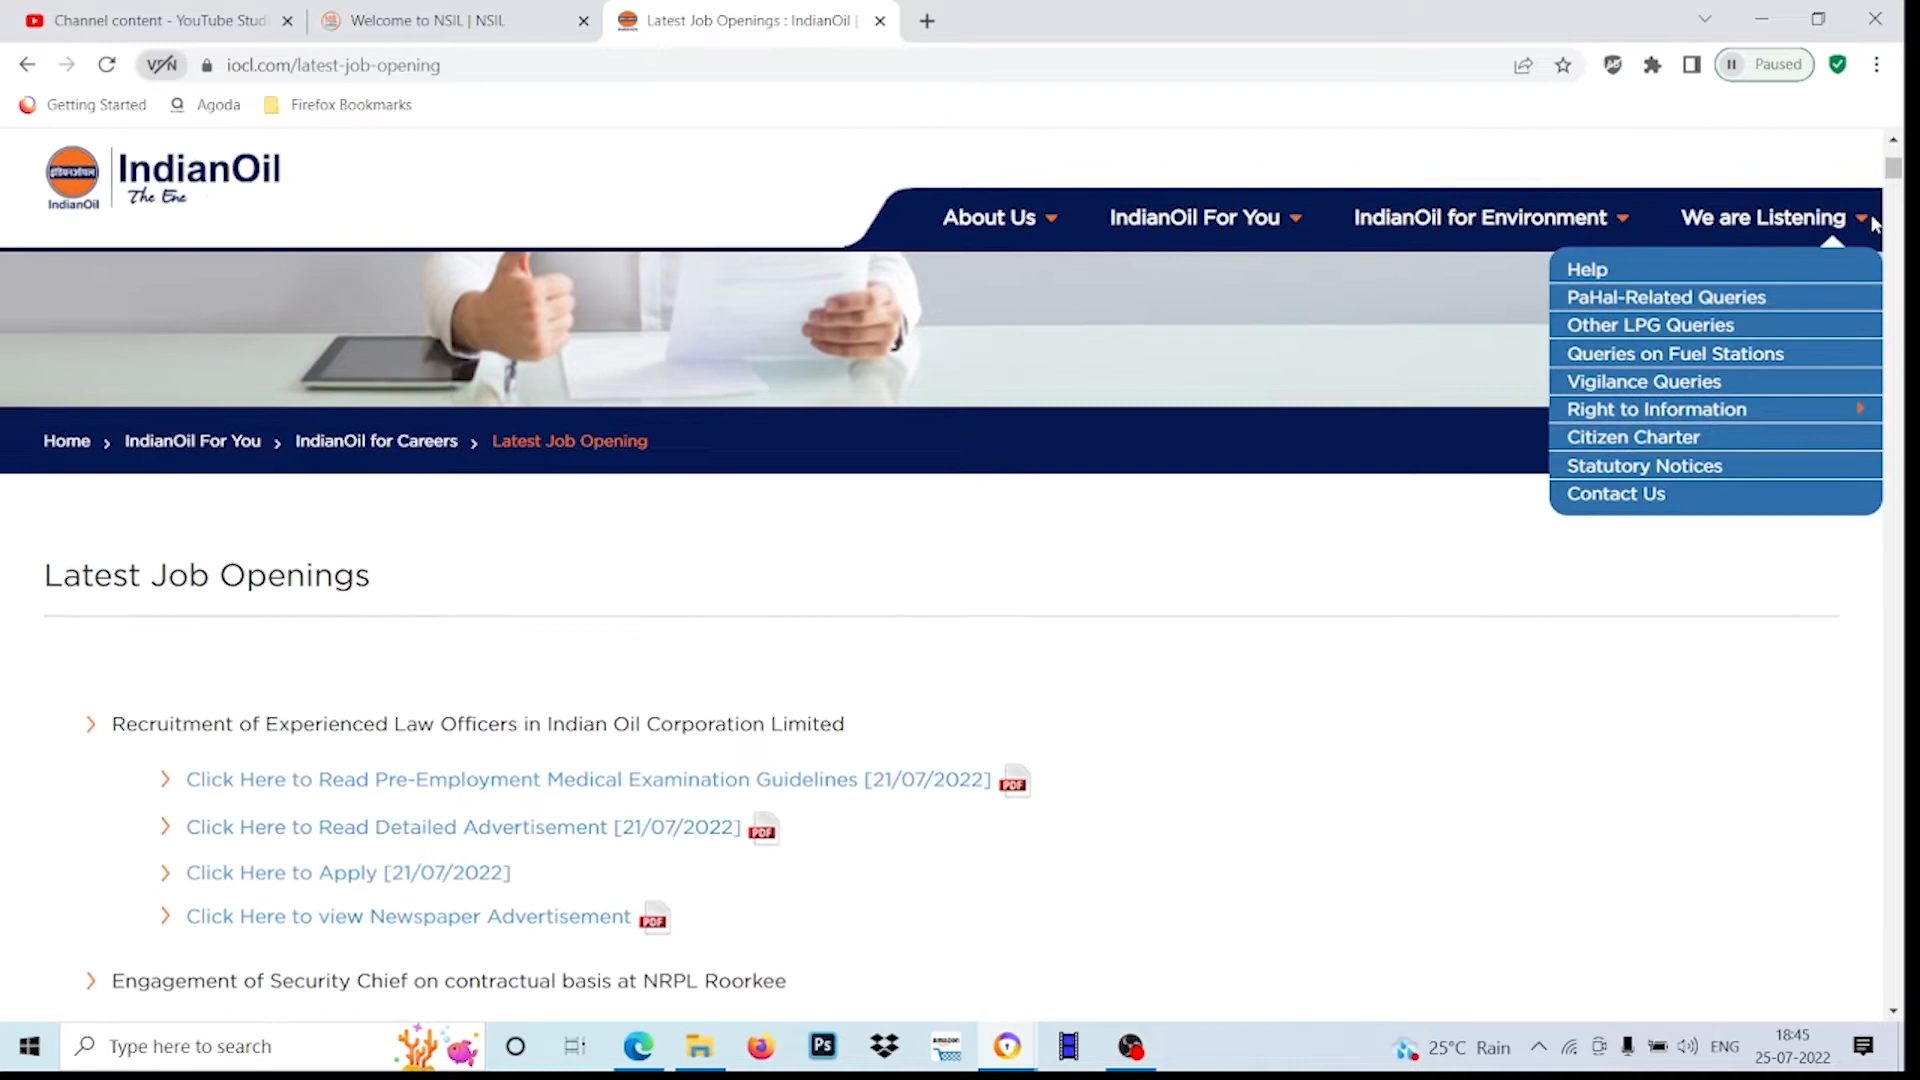 Channel content - YouTube Studi
Welcome to NSIL | NSIL
Latest Job Openings : IndianOil |
VPN
iocl.com/latest-job-opening
Paused
Getting Started
Agoda
Firefox Bookmarks
इंडियनऑयल
IndianOil
IndianOil
The Ene
About Us
IndianOil For You
IndianOil for Environment
We are Listening
Help
PaHal-Related Queries
Other LPG Queries
Queries on Fuel Stations
Vigilance Queries
Right to Information
Citizen Charter
Statutory Notices
Contact Us
Home › IndianOil For You › IndianOil for Careers › Latest Job Opening
Latest Job Openings
Recruitment of Experienced Law Officers in Indian Oil Corporation Limited
Click Here to Read Pre-Employment Medical Examination Guidelines [21/07/2022] PDF
Click Here to Read Detailed Advertisement [21/07/2022] PDF
Click Here to Apply [21/07/2022]
Click Here to view Newspaper Advertisement PDF
Engagement of Security Chief on contractual basis at NRPL Roorkee
Type here to search
Ps
amazon
25°C Rain
ENG
18:45
25-07-2022